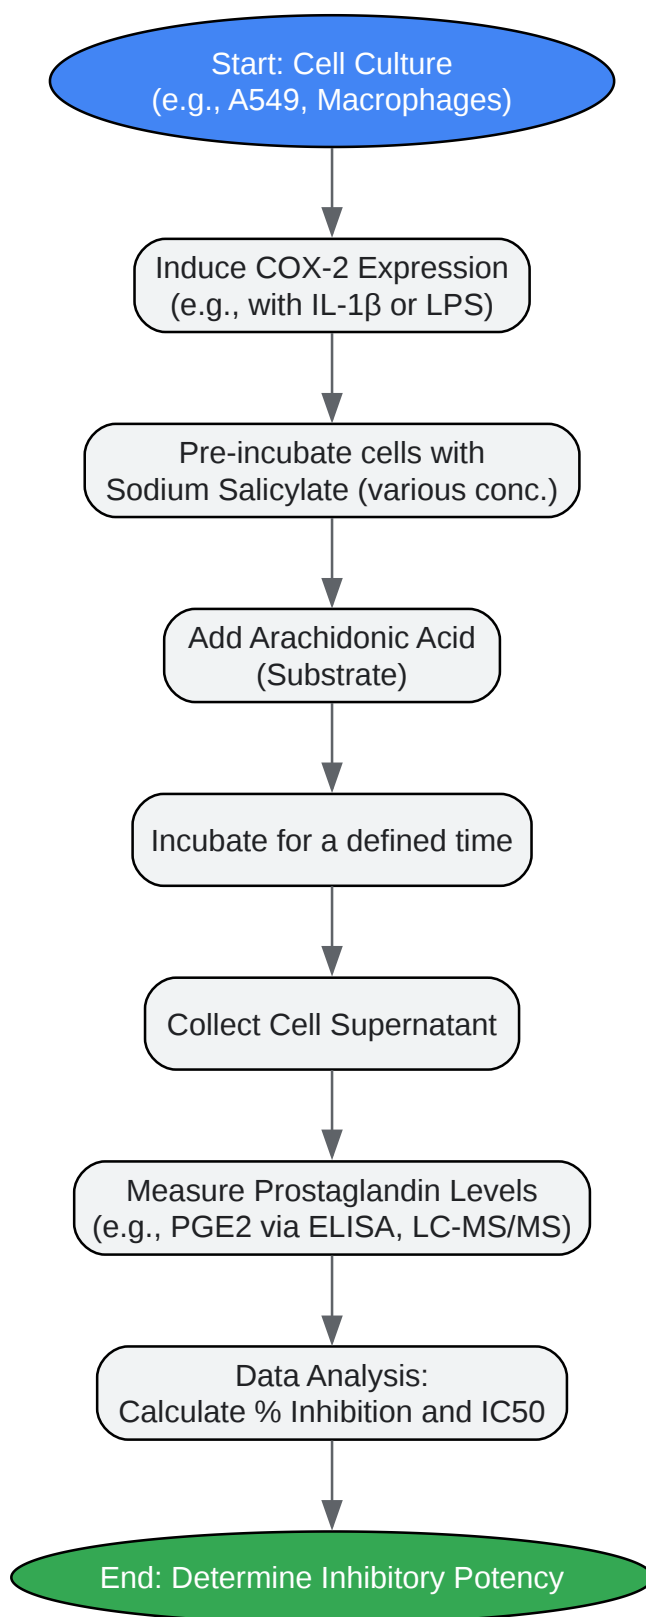 Start: Cell Culture
(e.g., A549, Macrophages)
Induce COX-2 Expression
(e.g., with IL-1β or LPS)
Pre-incubate cells with
Sodium Salicylate (various conc.)
Add Arachidonic Acid
(Substrate)
Incubate for a defined time
Collect Cell Supernatant
Measure Prostaglandin Levels
(e.g., PGE2 via ELISA, LC-MS/MS)
Data Analysis:
Calculate % Inhibition and IC50
End: Determine Inhibitory Potency